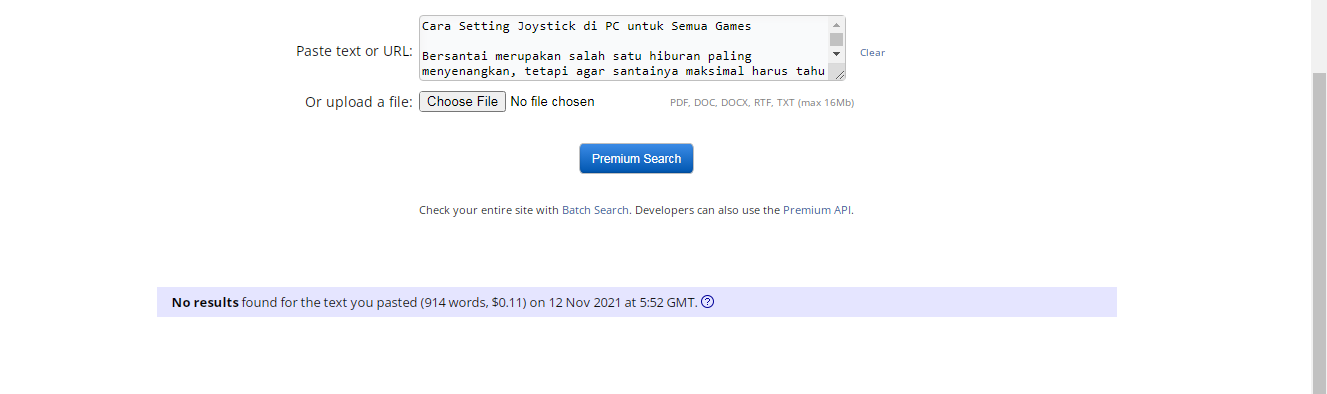 Paste text or URL:
Cara Setting Joystick di PC untuk Semua Games
Bersantai merupakan salah satu hiburan paling
menyenangkan, tetapi agar santainya maksimal harus tahu
Clear
Or upload a file: Choose File No file chosen PDF, DOC, DOCX, RTF, TXT (max 16Mb)
Premium Search
Check your entire site with Batch Search. Developers can also use the Premium API.
No results found for the text you pasted (914 words, $0.11) on 12 Nov 2021 at 5:52 GMT. ?